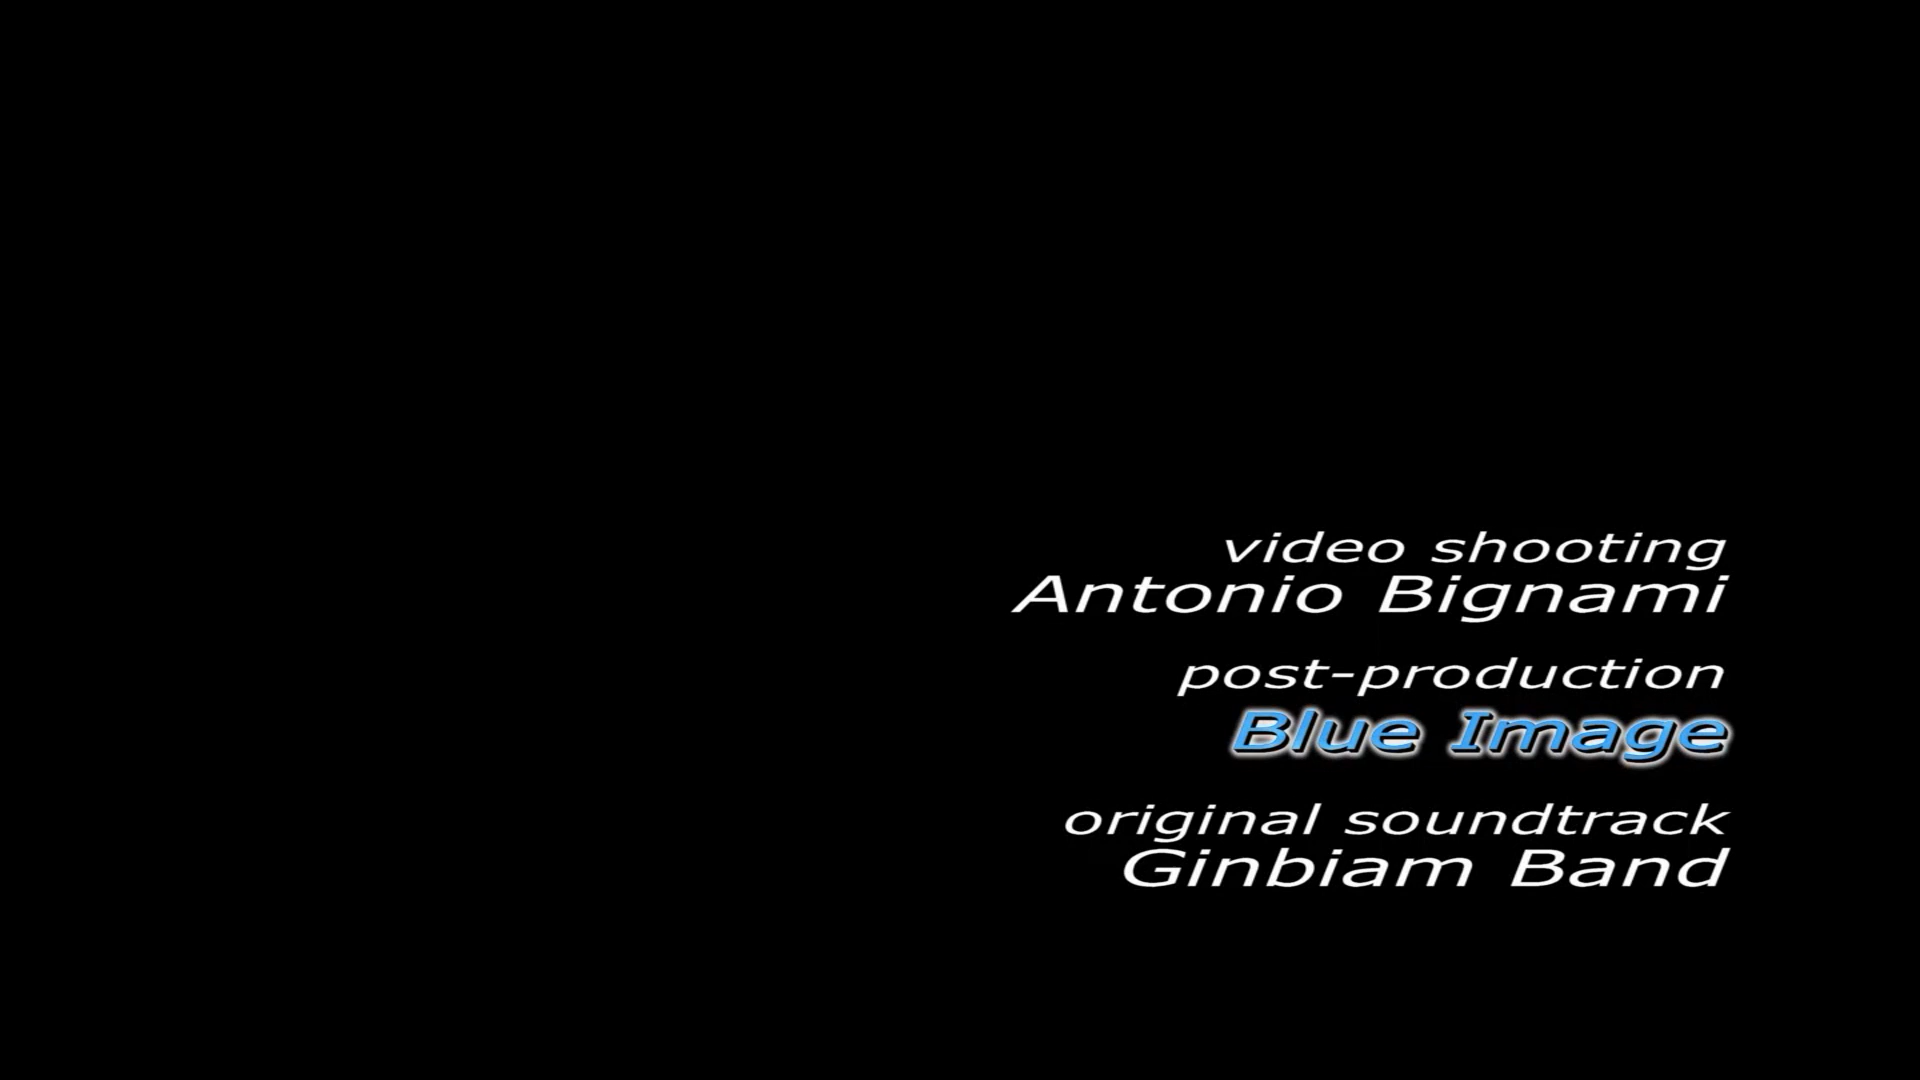 video shooting
Antonio Bignami
post-production
Blue Image
original soundtrack
Ginbiam Band